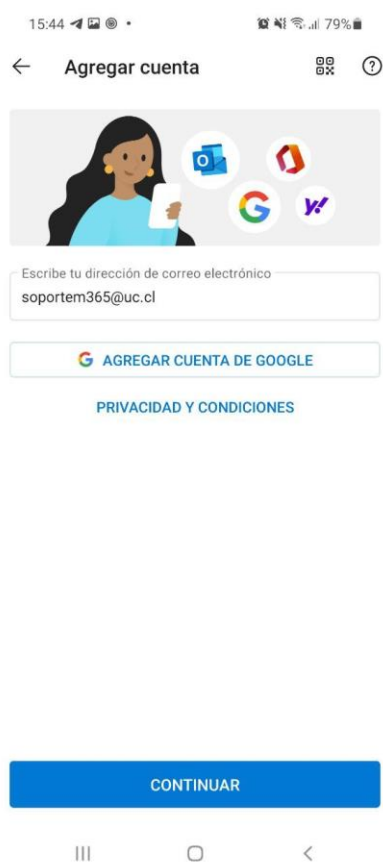 15:44 79%
Agregar cuenta
Escribe tu dirección de correo electrónico
soportem365@uc.cl
AGREGAR CUENTA DE GOOGLE
PRIVACIDAD Y CONDICIONES
CONTINUAR